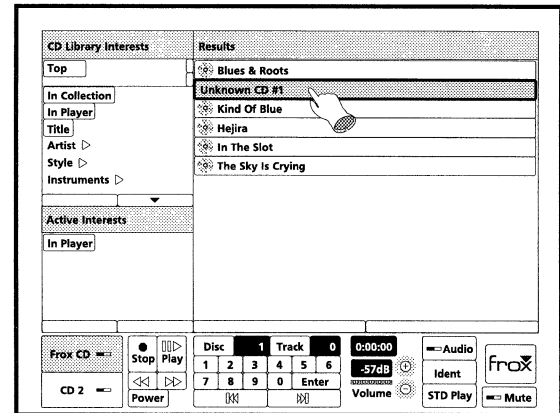 CD Library Interests
Results
Top
Blues & Roots
Unknown CD #1
In Collection
Kind Of Blue
In Player
Hejira
Title
In The Slot
Artist
Style
The Sky Is Crying
Instruments
Active Interests
In Player
Frox CD
Stop Play
Disc 1 Track 0
0:00:00
Audio
1 2 3 4 5 6
-57dB
Ident
frox
CD 2
Power
7 8 9 0 Enter
Volume
STD Play
Mute